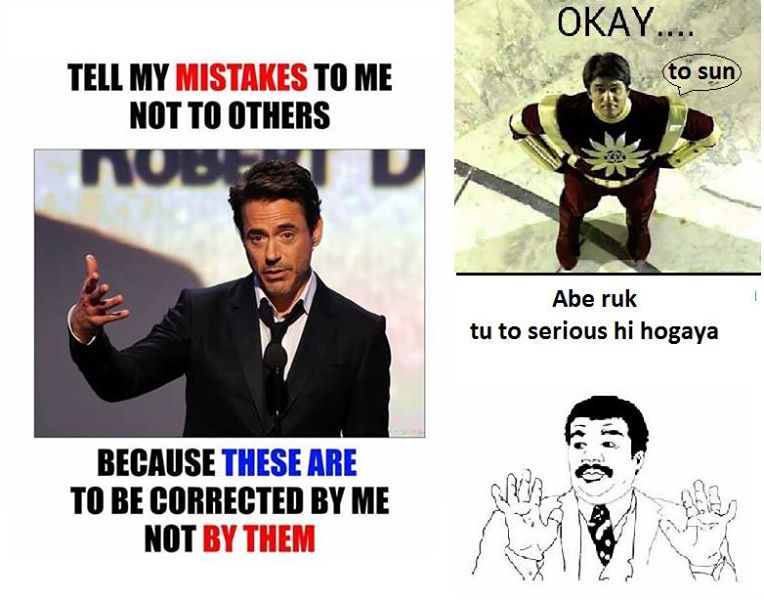 TELL MY MISTAKES TO ME
NOT TO OTHERS
BECAUSE THESE ARE
TO BE CORRECTED BY ME
NOT BY THEM
OKAY....
to sun
Abe ruk
tu to serious hi hogaya